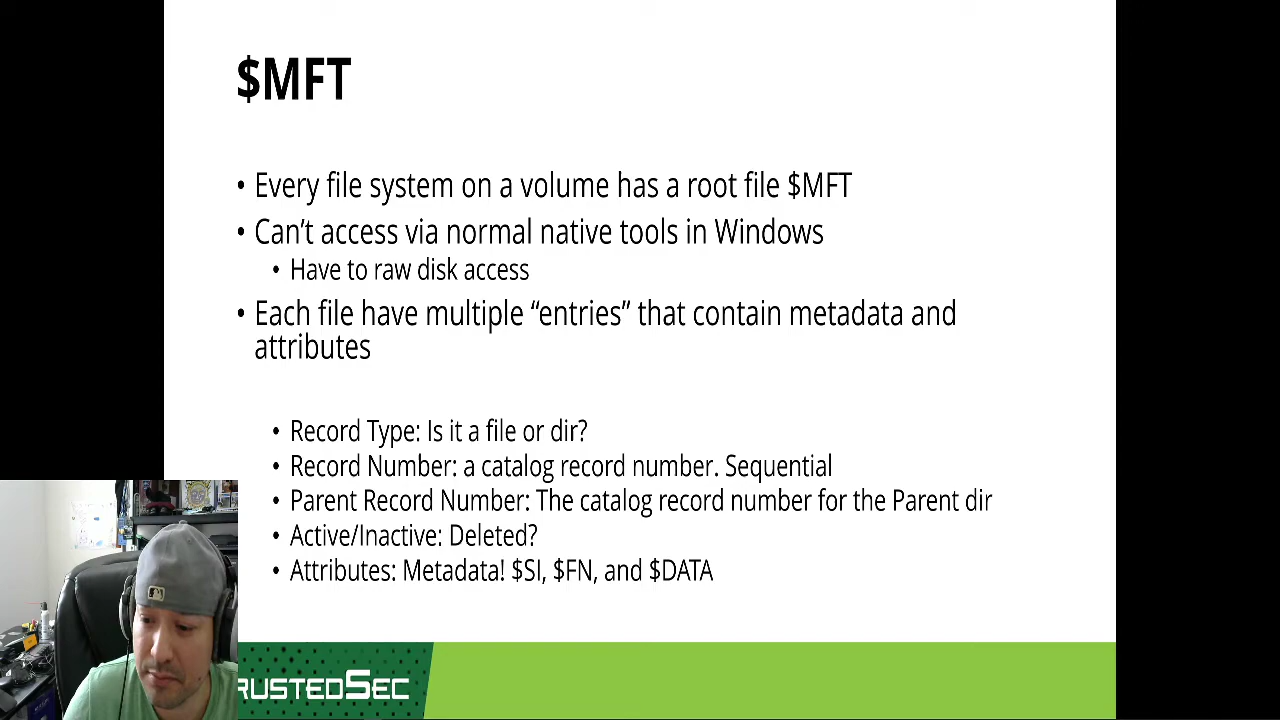 $MFT
• Every file system on a volume has a root file $MFT
• Can’t access via normal native tools in Windows
• Have to raw disk access
• Each file have multiple “entries” that contain metadata and
attributes
• Record Type: Is it a file or dir?
• Record Number: a catalog record number. Sequential
• Parent Record Number: The catalog record number for the Parent dir
• Active/Inactive: Deleted?
• Attributes: Metadata! $SI, $FN, and $DATA
RUSTEDSEC